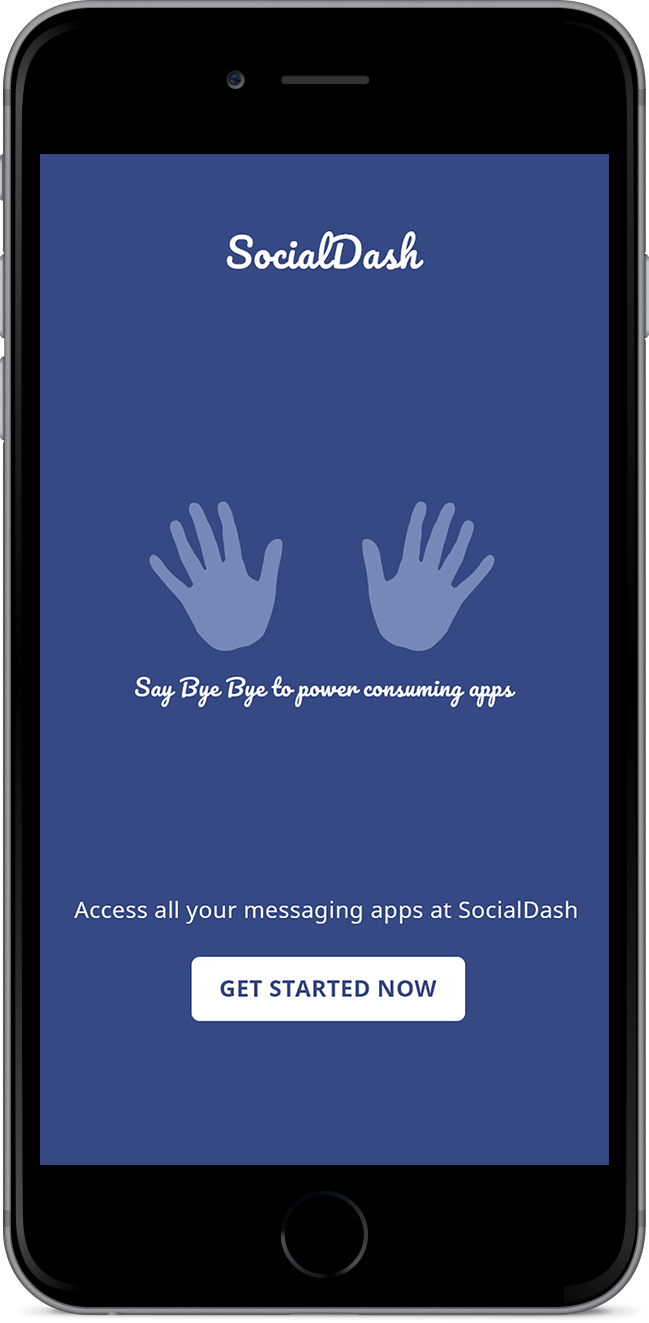 SocialDash
Say Bye Bye to power consuming apps
Access all your messaging apps at SocialDash
GET STARTED NOW